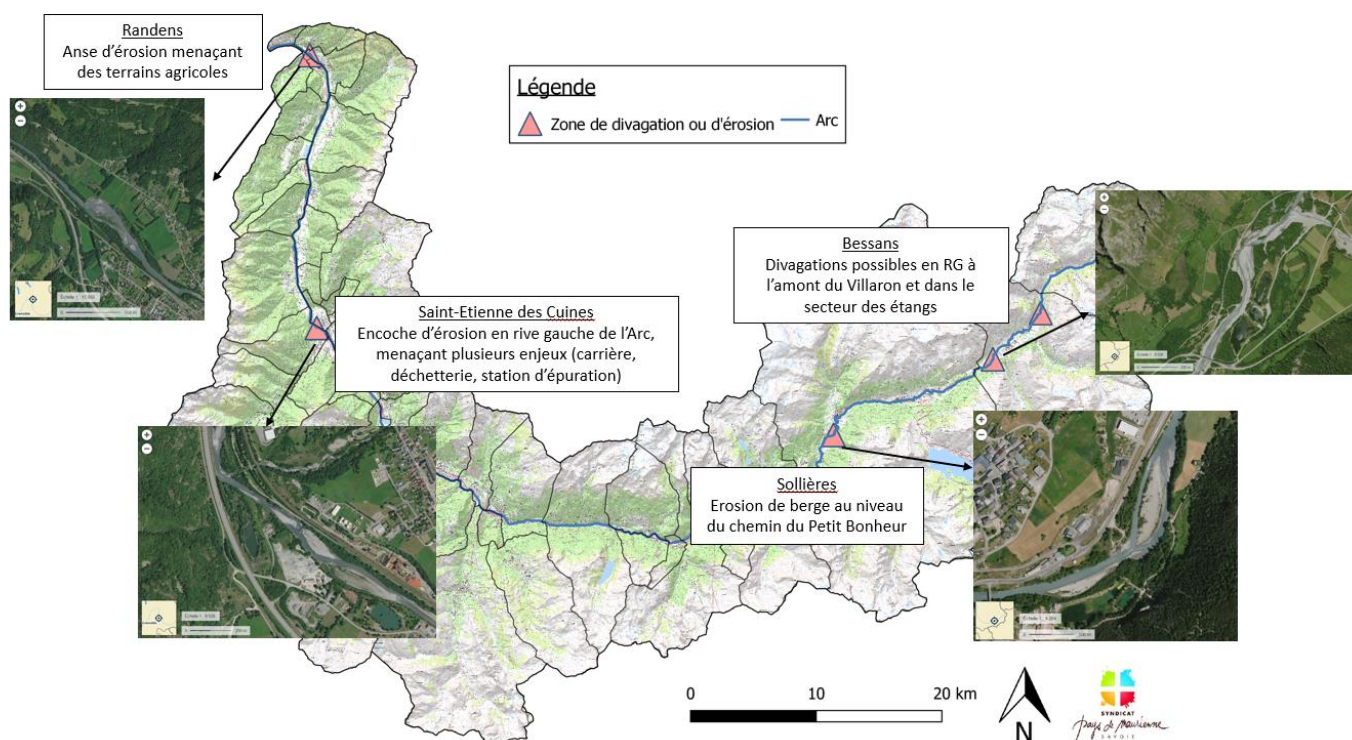 Randens
Anse d’érosion menaçant
des terrains agricoles
Légende
Zone de divagation ou d'érosion
Arc
Bessans
Divagations possibles en RG à
l’amont du Villaron et dans le
secteur des étangs
Saint-Etienne des Cuines
Encoche d’érosion en rive gauche de l’Arc,
menaçant plusieurs enjeux (carrière,
déchetterie, station d’épuration)
Sollières
Erosion de berge au niveau
du chemin du Petit Bonheur
0 10 20 km
N
SYNDICAT
pays de maurienne
SAVOIE